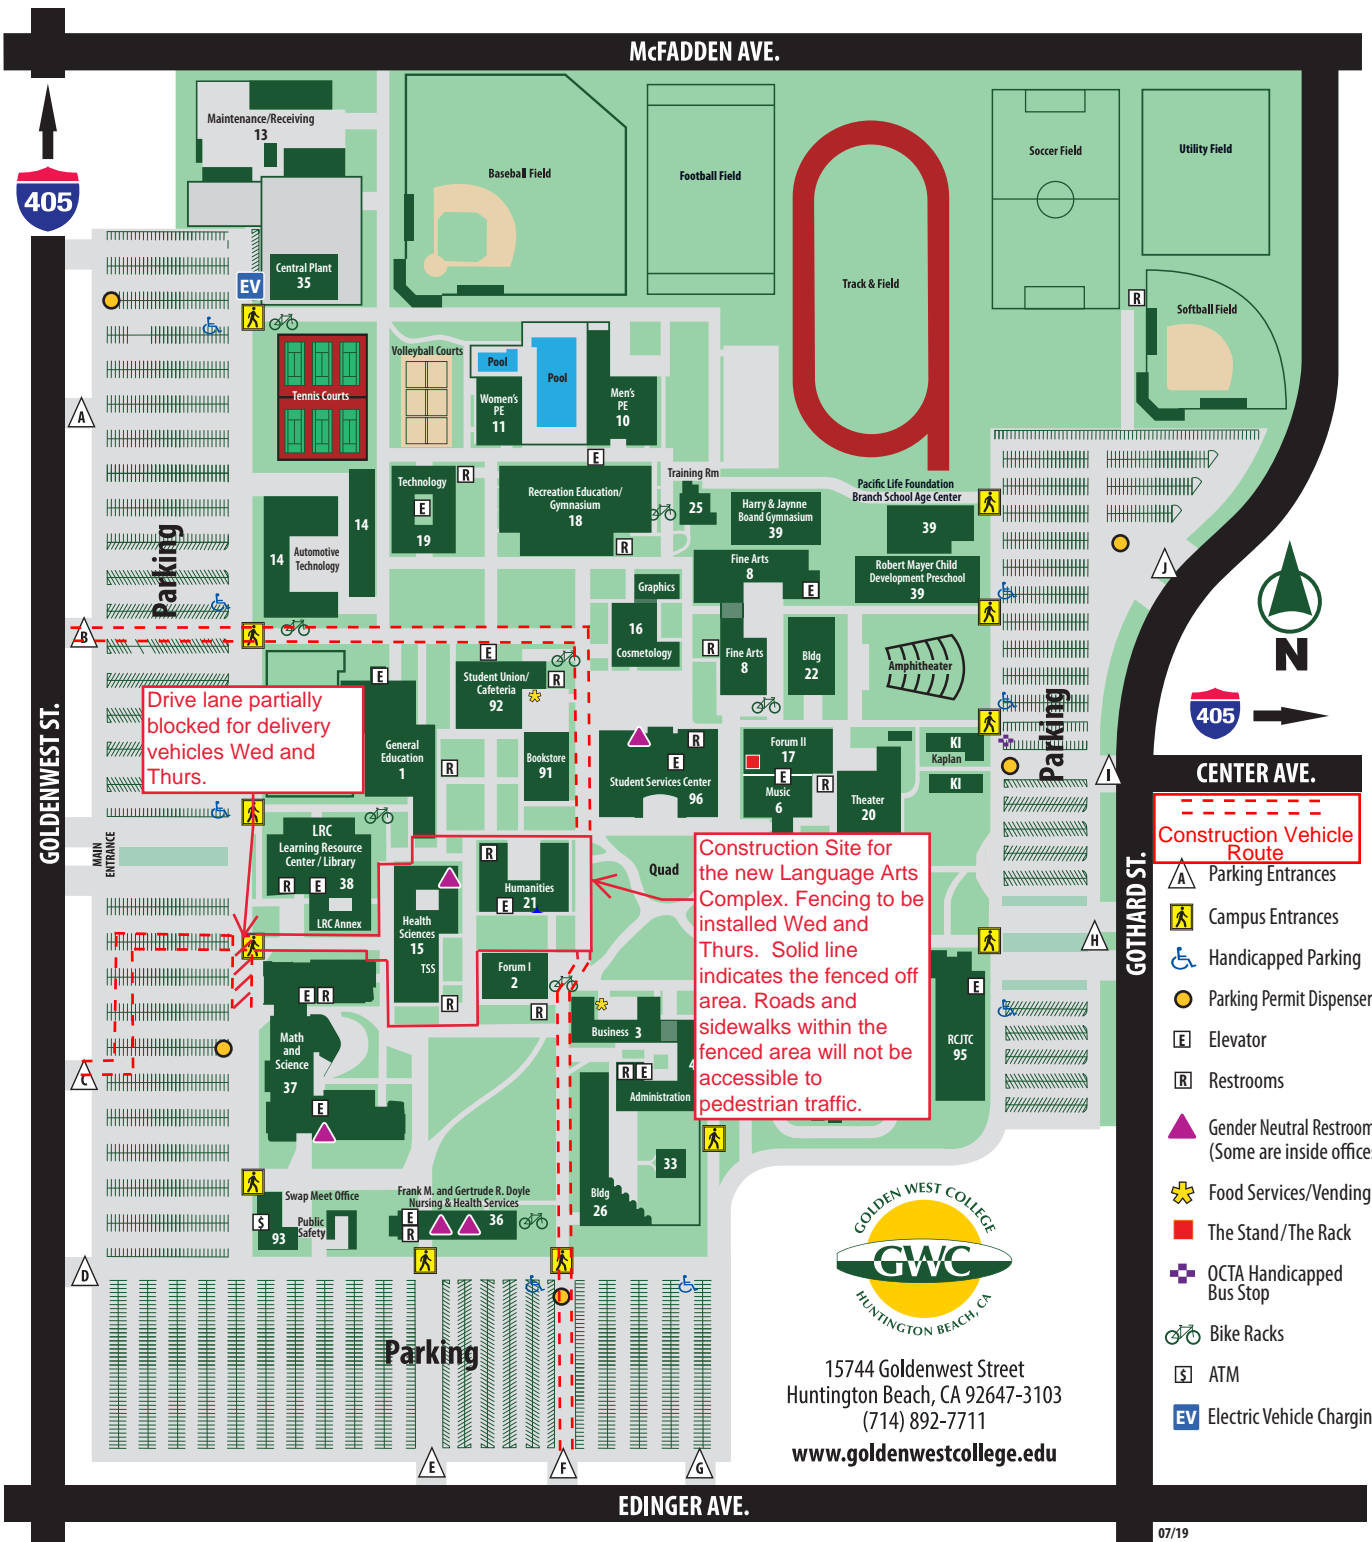 McFADDEN AVE.
Maintenance/Receiving
13
405
Baseball Field
Football Field
Soccer Field
Utility Field
Central Plant
35
EV
Track & Field
R
Softball Field
Volleyball Courts
Pool
Pool
Tennis Courts
Women's
PE
11
Men's
PE
10
A
E
Training Rm
Technology
E
19
R
Recreation Education/
Gymnasium
18
R
25
Harry & Jaynne
Boand Gymnasium
39
Pacific Life Foundation
Branch School Age Center
39
Robert Mayer Child
Development Preschool
39
14
14
Automotive
Technology
Parking
Fine Arts
8
E
Graphics
16
Cosmetology
R
Fine Arts
8
Bldg
22
Amphitheater
J
N
405
B
E
Student Union/
Cafeteria
92
R
E
Drive lane partially
blocked for delivery
vehicles Wed and
Thurs.
General
Education
1
R
Bookstore
91
R
E
Student Services Center
96
Forum II
17
E
R
Music
6
Theater
20
KI
Kaplan
KI
Parking
I
CENTER AVE.
GOLDENWEST ST.
MAIN
ENTRANCE
LRC
Learning Resource
Center / Library
R
E
38
LRC Annex
Health
Sciences
15
TSS
R
R
Humanities
E
21
Forum I
2
R
Quad
Construction Site for
the new Language Arts
Complex. Fencing to be
installed Wed and
Thurs. Solid line
indicates the fenced off
area. Roads and
sidewalks within the
fenced area will not be
accessible to
pedestrian traffic.
GOTHARD ST.
H
E
RCJTC
95
E
R
Math
and
Science
37
E
C
Business 3
R
E
4
Administration
33
Bldg
26
Swap Meet Office
$
93
Public
Safety
Frank M. and Gertrude R. Doyle
Nursing & Health Services
E
R
36
D
Parking
E
F
G
EDINGER AVE.
Construction Vehicle
Route
A Parking Entrances
Campus Entrances
Handicapped Parking
Parking Permit Dispenser
E Elevator
R Restrooms
Gender Neutral Restroom
(Some are inside offices
Food Services/Vending
The Stand/The Rack
OCTA Handicapped
Bus Stop
Bike Racks
$ ATM
EV Electric Vehicle Chargin
GOLDEN WEST COLLEGE
GWC
HUNTINGTON BEACH, CA
15744 Goldenwest Street
Huntington Beach, CA 92647-3103
(714) 892-7711
www.goldenwestcollege.edu
07/19